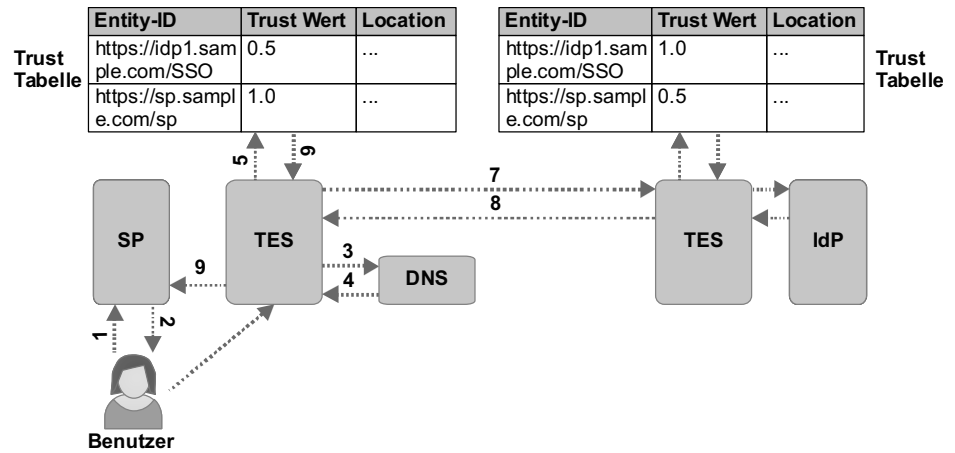 Entity-ID Trust Wert Location
https://idp1.sam 0.5 ...
ple.com/SSO
https://sp.sampl 1.0 ...
e.com/sp
Trust
Tabelle
Entity-ID Trust Wert Location
https://idp1.sam 1.0 ...
ple.com/SSO
https://sp.sampl 0.5 ...
e.com/sp
Trust
Tabelle
5
6
7
8
SP
TES
3
4
DNS
TES
IdP
9
1
2
Benutzer